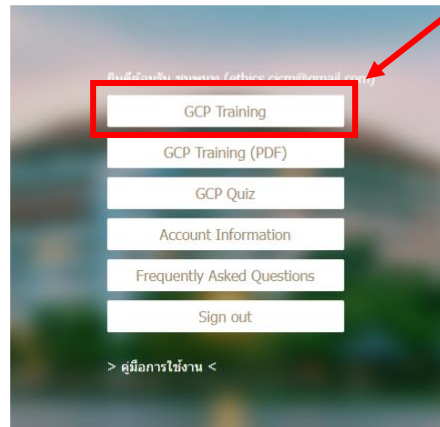 GCP Training
GCP Training (PDF)
GCP Quiz
Account Information
Frequently Asked Questions
Sign out
> คู่มือการใช้งาน <